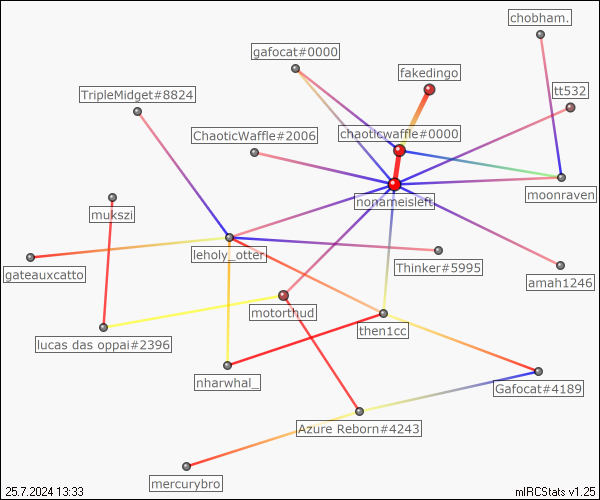 chobham.
gafocat#0000
fakedingo
TripleMidget#8824
tt532
ChaoticWaffle#2006
chaoticwaffle#0000
moonraven
nonameisleft
mukszi
leholy_otter
gateauxcatto
Thinker#5995
amah1246
motorthud
then1cc
lucas das oppai#2396
nharwhal_
Gafocat#4189
Azure Reborn#4243
mercurybro
25.7.2024 13:33
mIRCStats v1.25